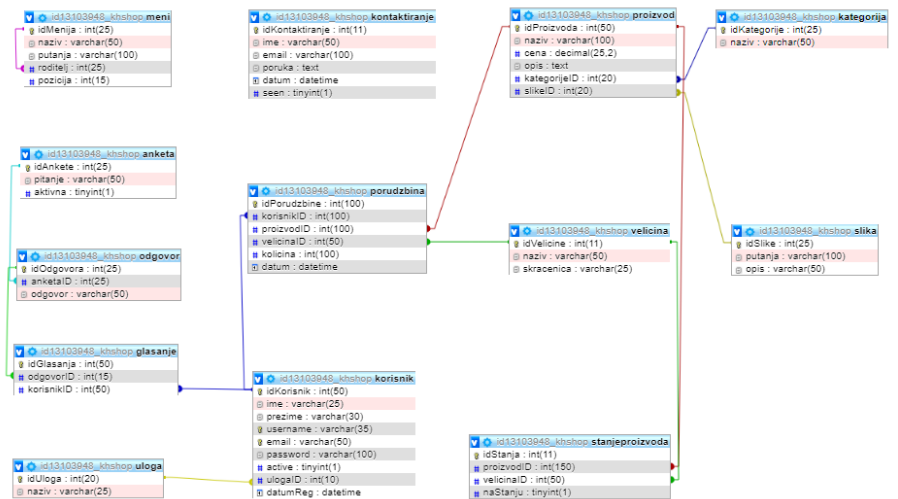 id13103948_khshop meni
idMenija : int(25)
naziv : varchar(50)
putanja : varchar(100)
roditelj : int(25)
pozicija : int(15)
id13103948_khshop kontaktiranje
idKontaktiranje : int(11)
ime : varchar(50)
email : varchar(100)
poruka : text
datum : datetime
seen : tinyint(1)
id13103948_khshop proizvod
idProizvoda : int(50)
naziv : varchar(100)
cena : decimal(25,2)
opis : text
kategorijeID : int(20)
slikeID : int(20)
id13103948_khshop kategorija
idKategorije : int(25)
naziv : varchar(50)
id13103948_khshop anketa
idAnkete : int(25)
pitanje : varchar(50)
aktivna : tinyint(1)
id13103948_khshop porudzbina
idPorudzbine : int(100)
korisnikID : int(100)
proizvodID : int(100)
velicinaID : int(50)
kolicina : int(100)
datum : datetime
id13103948_khshop velicina
idVelicine : int(11)
naziv : varchar(50)
skracenica : varchar(25)
id13103948_khshop slika
idSlike : int(25)
putanja : varchar(100)
opis : varchar(50)
id13103948_khshop odgovor
idOdgovora : int(25)
anketaID : int(25)
odgovor : varchar(50)
id13103948_khshop glasanje
idGlasanja : int(50)
odgovorID : int(15)
korisnikID : int(50)
id13103948_khshop korisnik
idKorisnik : int(50)
ime : varchar(25)
prezime : varchar(30)
username : varchar(35)
email : varchar(50)
password : varchar(100)
active : tinyint(1)
ulogaID : int(10)
datumReg : datetime
id13103948_khshop stanjeproizvoda
idStanja : int(11)
proizvodID : int(150)
velicinaID : int(50)
naStanju : tinyint(1)
id13103948_khshop uloga
idUloga : int(20)
naziv : varchar(25)